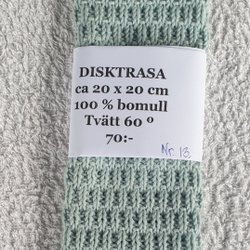 DISKTRASA
ca 20 x 20 cm
100 % bomull
Tvätt 60 º
70:-
Nr. 13